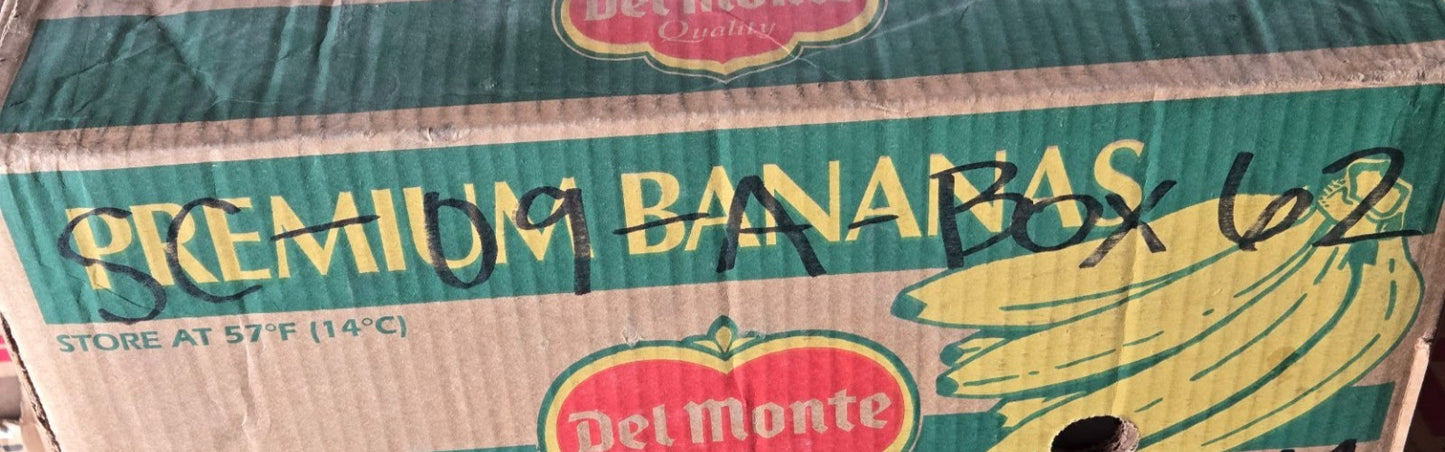 Del Monte
Quality
PREMIUM BANANAS
SC-09-A-Box 62
STORE AT 57°F (14°C)
Del Monte